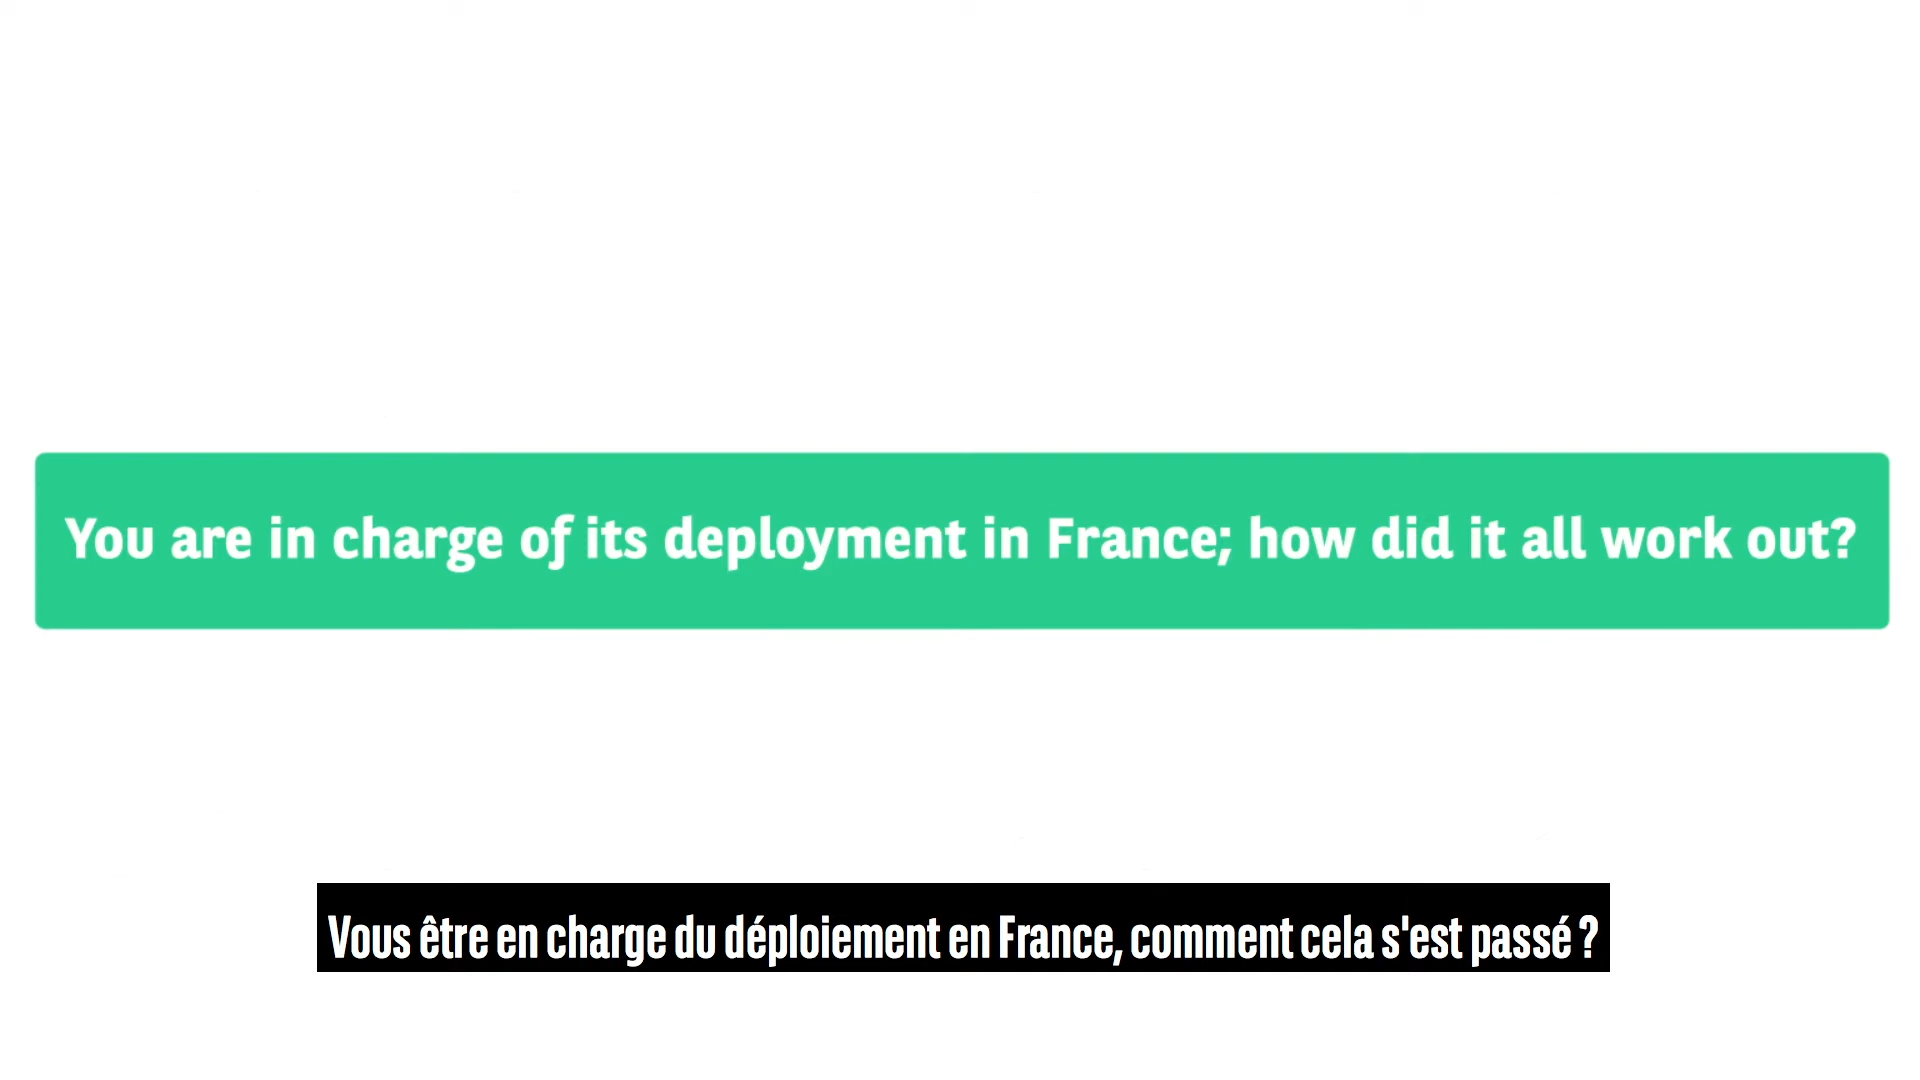 You are in charge of its deployment in France; how did it all work out?
Vous être en charge du déploiement en France, comment cela s'est passé ?